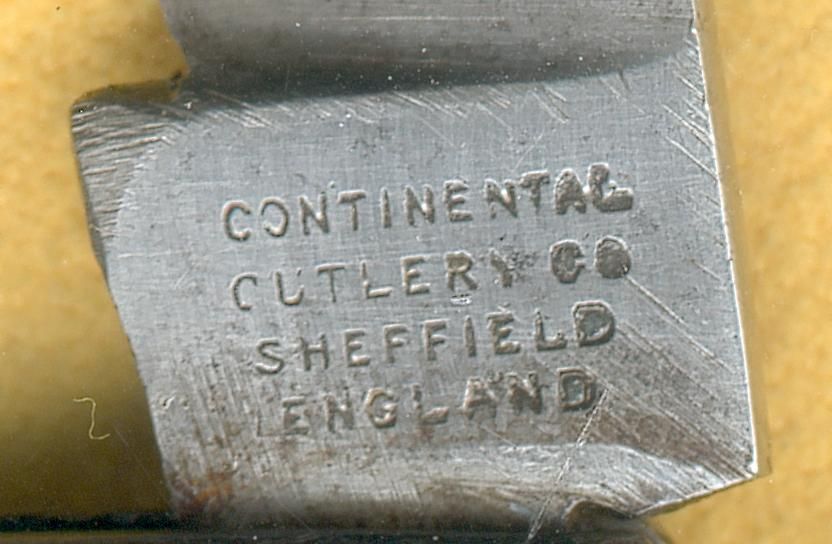 CONTINENTAL
CUTLERY CO
SHEFFIELD
ENGLAND